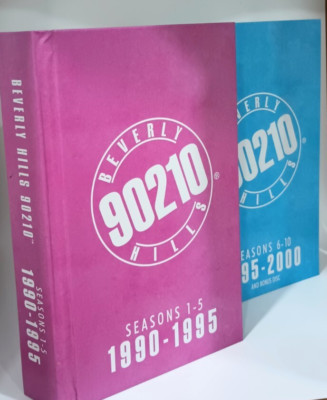 BEVERLY HILLS 90210™
SEASONS 1-5
1990-1995
BEVERLY
90210®
HILLS
SEASONS 1-5
1990-1995
90210®
HILLS
SEASONS 6-10
95-2000
AND BONUS DISC